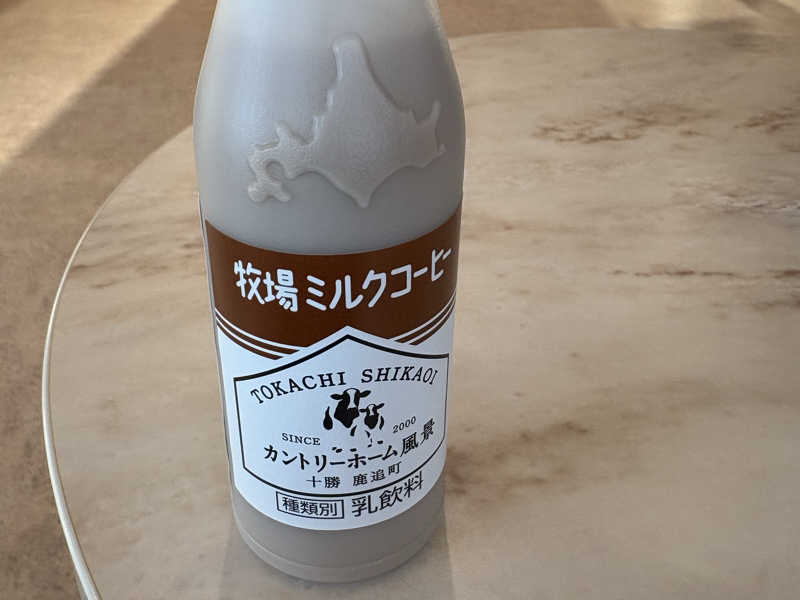 牧場ミルクコーヒー
TOKACHI SHIKAOI
SINCE 2000
カントリーホーム風景
十勝 鹿追町
種類別 乳飲料